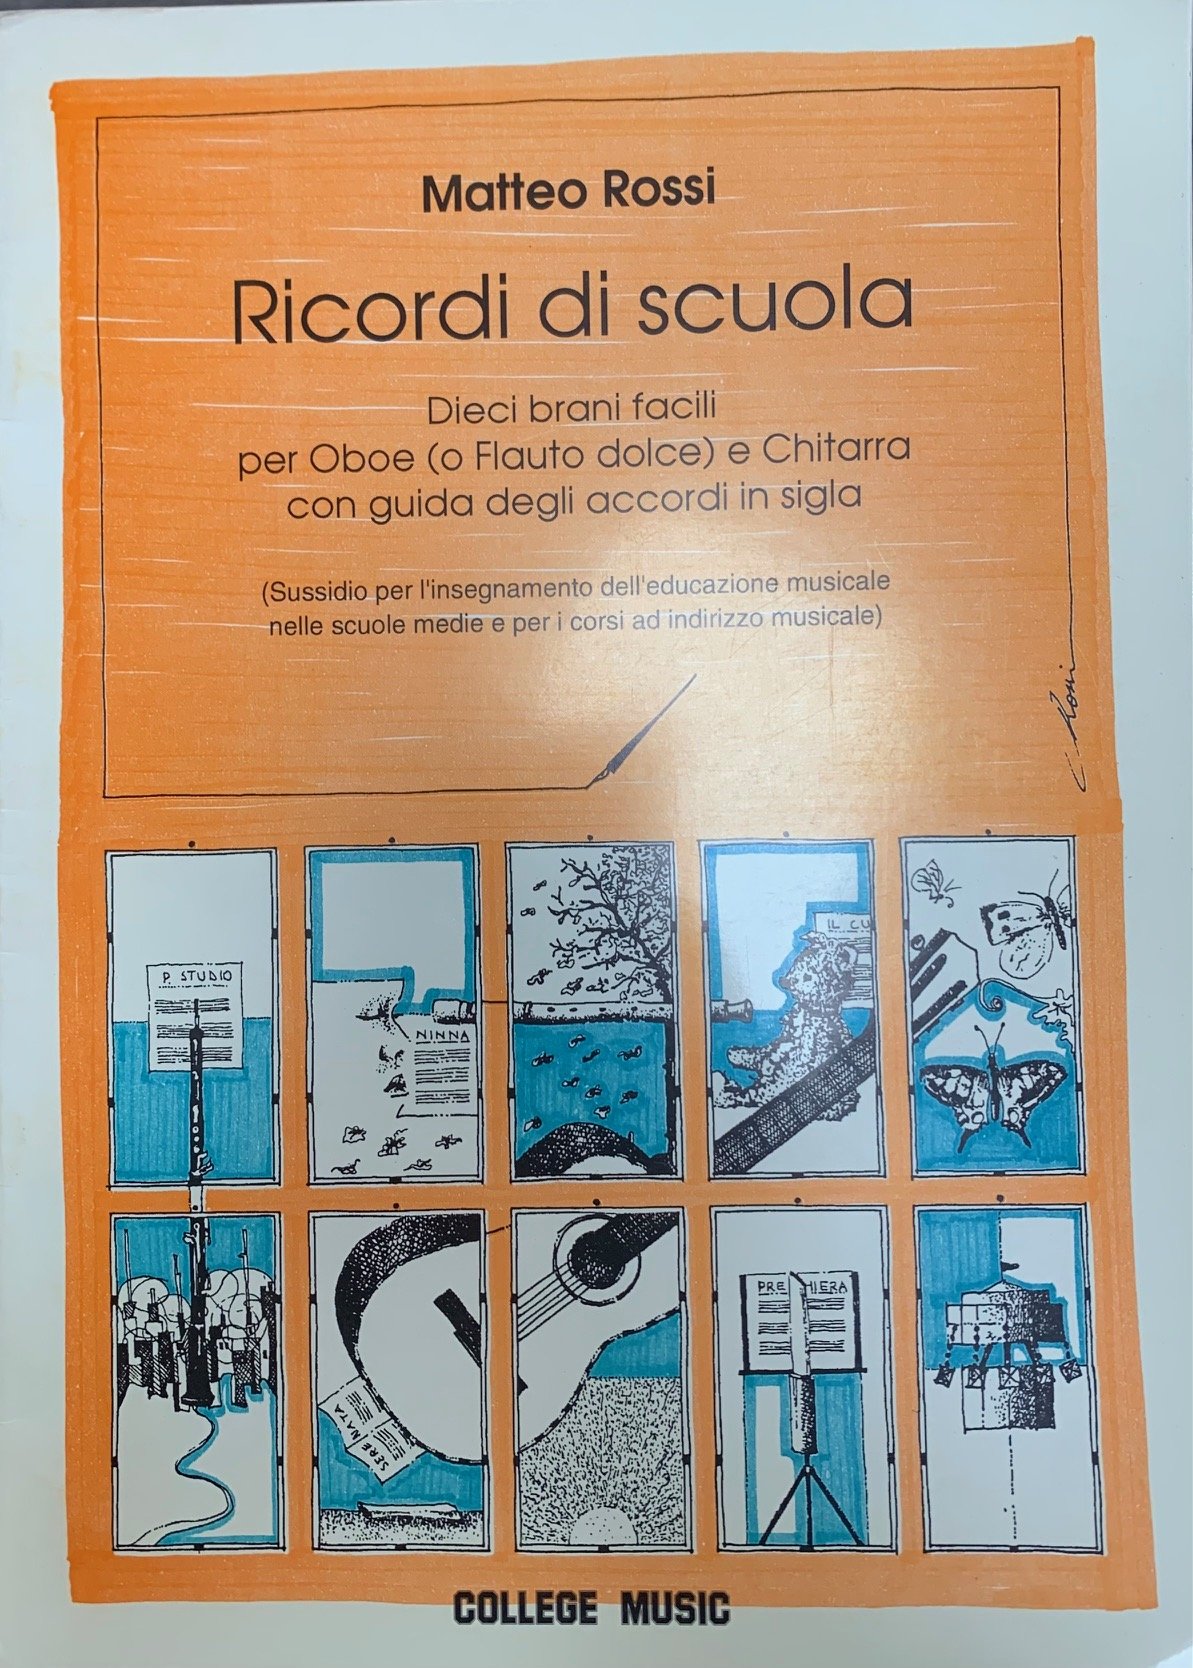 Matteo Rossi
Ricordi di scuola
Dieci brani facili
per Oboe (o Flauto dolce) e Chitarra
con guida degli accordi in sigla
(Sussidio per l'insegnamento dell'educazione musicale
nelle scuole medie e per i corsi ad indirizzo musicale)
Rossi
P. STUDIO
NINNA
IL CU
SERENATA
PRE HIERA
COLLEGE MUSIC